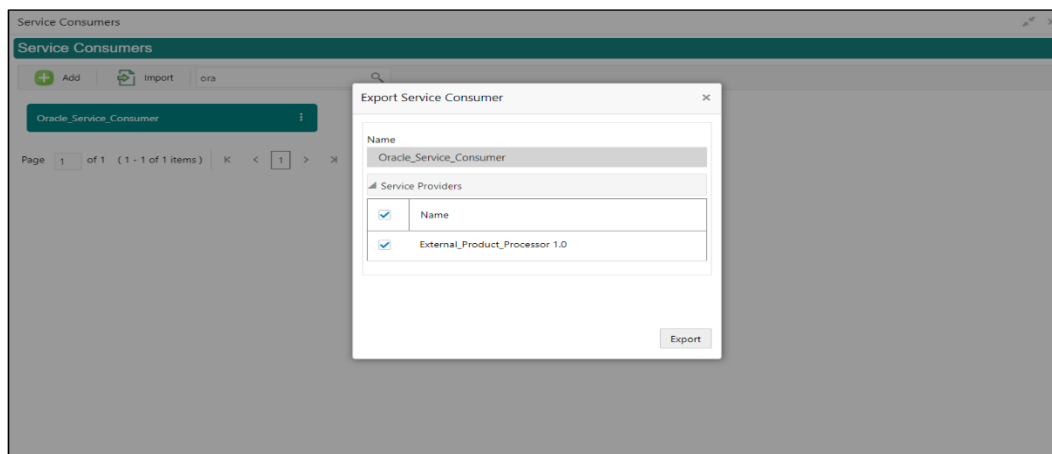 Service Consumers
Service Consumers
Add Import ora
Oracle_Service_Consumer
Page 1 of 1 (1 - 1 of 1 items) K < 1 > >|
Export Service Consumer ×
Name
Oracle_Service_Consumer
Service Providers
Name
External_Product_Processor 1.0
Export